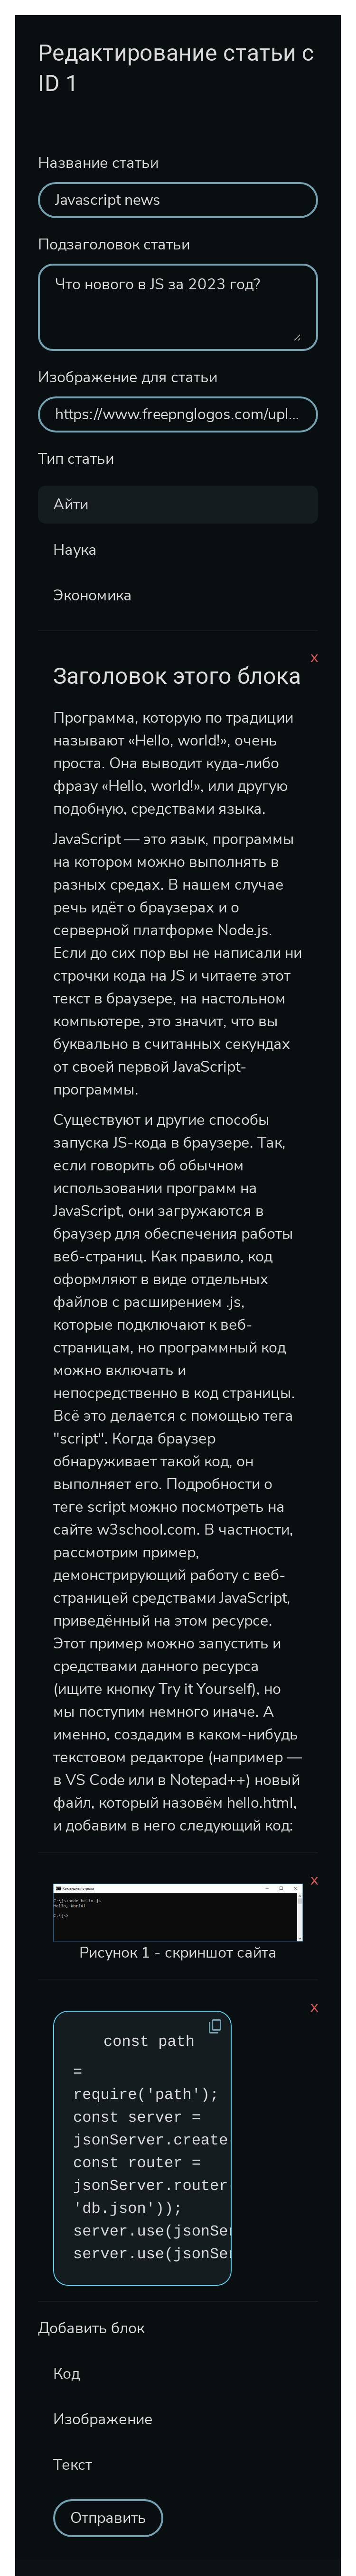 Редактирование статьи с
ID 1
Название статьи
Javascript news
Подзаголовок статьи
Что нового в JS за 2023 год?
Изображение для статьи
https://www.freepnglogos.com/upl...
Тип статьи
Айти
Наука
Экономика
x
Заголовок этого блока
Программа, которую по традиции
называют «Hello, world!», очень
проста. Она выводит куда-либо
фразу «Hello, world!», или другую
подобную, средствами языка.
JavaScript — это язык, программы
на котором можно выполнять в
разных средах. В нашем случае
речь идёт о браузерах и о
серверной платформе Node.js.
Если до сих пор вы не написали ни
строчки кода на JS и читаете этот
текст в браузере, на настольном
компьютере, это значит, что вы
буквально в считанных секундах
от своей первой JavaScript-
программы.
Существуют и другие способы
запуска JS-кода в браузере. Так,
если говорить об обычном
использовании программ на
JavaScript, они загружаются в
браузер для обеспечения работы
веб-страниц. Как правило, код
оформляют в виде отдельных
файлов с расширением .js,
которые подключают к веб-
страницам, но программный код
можно включать и
непосредственно в код страницы.
Всё это делается с помощью тега
"script". Когда браузер
обнаруживает такой код, он
выполняет его. Подробности о
теге script можно посмотреть на
сайте w3school.com. В частности,
рассмотрим пример,
демонстрирующий работу с веб-
страницей средствами JavaScript,
приведённый на этом ресурсе.
Этот пример можно запустить и
средствами данного ресурса
(ищите кнопку Try it Yourself), но
мы поступим немного иначе. А
именно, создадим в каком-нибудь
текстовом редакторе (например —
в VS Code или в Notepad++) новый
файл, который назовём hello.html,
и добавим в него следующий код:
x
Командная строка
C:\js>node hello.js
Hello, World!
C:\js>
Рисунок 1 - скриншот сайта
x
const path
=
require('path');
const server =
jsonServer.create
const router =
jsonServer.router
'db.json'));
server.use(jsonSer
server.use(jsonSer
Добавить блок
Код
Изображение
Текст
Отправить